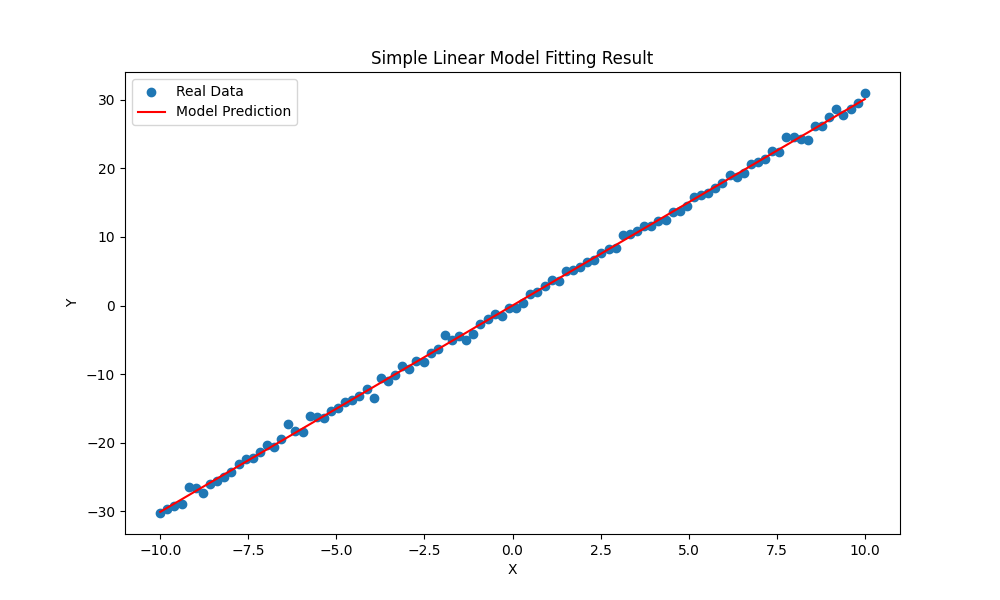 Simple Linear Model Fitting Result
Real Data
Model Prediction
30
20
10
0
−10
−20
−30
Y
−10.0 −7.5 −5.0 −2.5 0.0 2.5 5.0 7.5 10.0
X